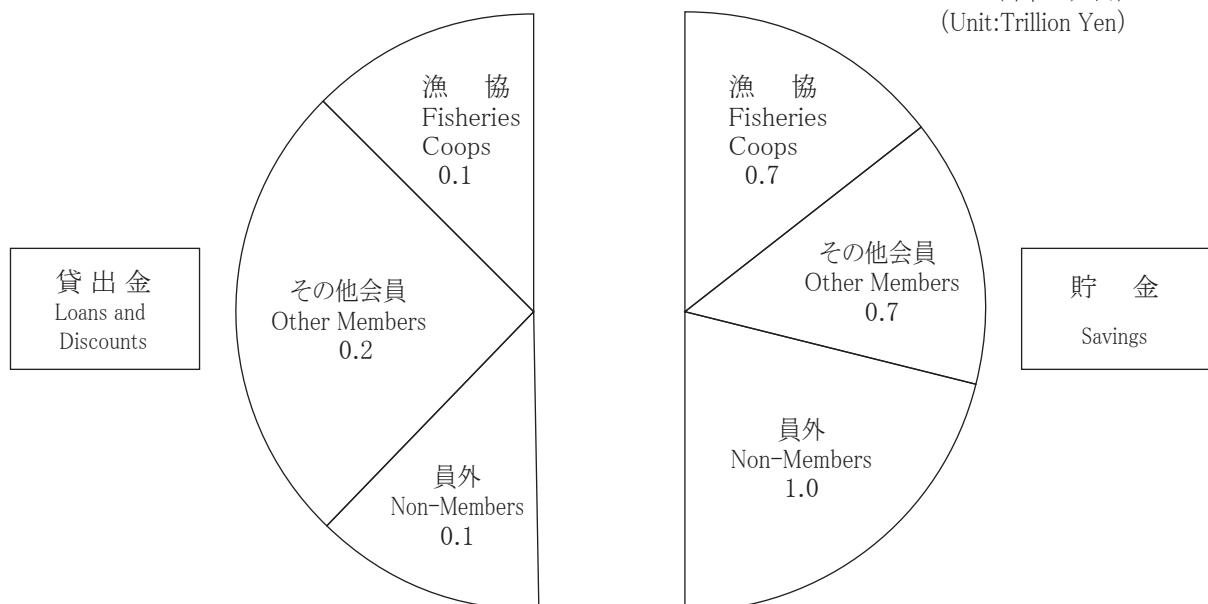 (Unit:Trillion Yen)
漁 協
Fisheries
Coops
0.1
漁 協
Fisheries
Coops
0.7
その他会員
Other Members
0.2
その他会員
Other Members
0.7
貸 出 金
Loans and
Discounts
貯 金
Savings
員外
Non-Members
0.1
員外
Non-Members
1.0